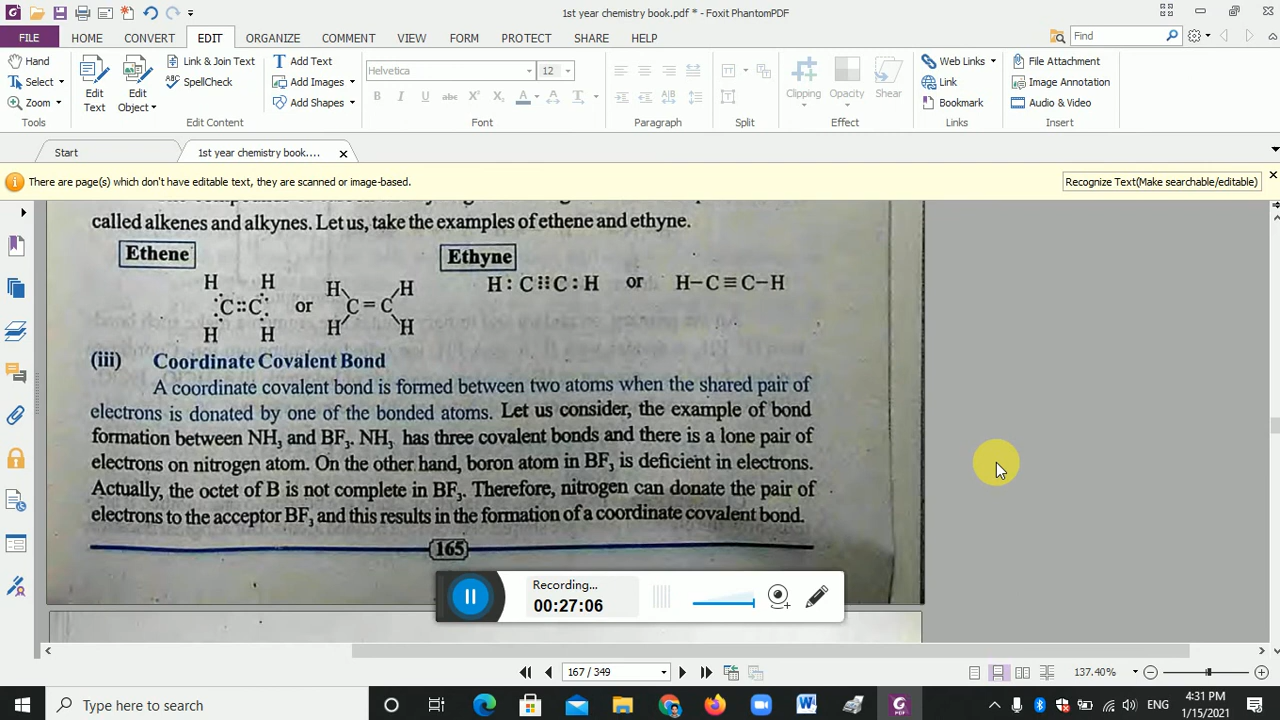 1st year chemistry book.pdf * - Foxit PhantomPDF
FILE HOME CONVERT EDIT ORGANIZE COMMENT VIEW FORM PROTECT SHARE HELP Find
Hand
Select
Zoom
Tools
Edit Text
Edit Object
Link & Join Text
SpellCheck
Edit Content
Add Text
Add Images
Add Shapes
Helvetica 12
B I U abc X² X₂ A A T
Font
Paragraph
Split
Clipping Opacity Shear
Effect
Web Links
Link
Bookmark
Links
File Attachment
Image Annotation
Audio & Video
Insert
Start 1st year chemistry book....
There are page(s) which don't have editable text, they are scanned or image-based. Recognize Text(Make searchable/editable)
called alkenes and alkynes. Let us, take the examples of ethene and ethyne.
Ethene Ethyne
H : C ⫶⫶ C : H or H–C≡C–H
H H
C::C or H H C = C H H
H H
(iii) Coordinate Covalent Bond
A coordinate covalent bond is formed between two atoms when the shared pair of
electrons is donated by one of the bonded atoms. Let us consider, the example of bond
formation between NH₃ and BF₃. NH₃ has three covalent bonds and there is a lone pair of
electrons on nitrogen atom. On the other hand, boron atom in BF₃ is deficient in electrons.
Actually, the octet of B is not complete in BF₃. Therefore, nitrogen can donate the pair of
electrons to the acceptor BF₃ and this results in the formation of a coordinate covalent bond.
165
Recording...
00:27:06
167 / 349 137.40%
Type here to search
ENG
4:31 PM
1/15/2021